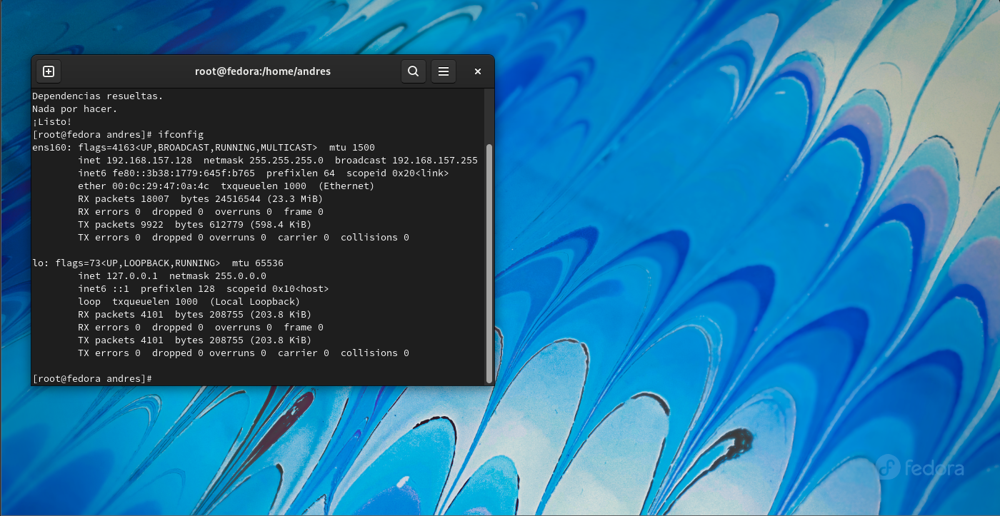 root@fedora:/home/andres
Dependencias resueltas.
Nada por hacer.
¡Listo!
[root@fedora andres]# ifconfig
ens160: flags=4163<UP,BROADCAST,RUNNING,MULTICAST>  mtu 1500
        inet 192.168.157.128  netmask 255.255.255.0  broadcast 192.168.157.255
        inet6 fe80::3b38:1779:645f:b765  prefixlen 64  scopeid 0x20<link>
        ether 00:0c:29:47:0a:4c  txqueuelen 1000  (Ethernet)
        RX packets 18007  bytes 24516544 (23.3 MiB)
        RX errors 0  dropped 0  overruns 0  frame 0
        TX packets 9922  bytes 612779 (598.4 KiB)
        TX errors 0  dropped 0 overruns 0  carrier 0  collisions 0
lo: flags=73<UP,LOOPBACK,RUNNING>  mtu 65536
        inet 127.0.0.1  netmask 255.0.0.0
        inet6 ::1  prefixlen 128  scopeid 0x10<host>
        loop  txqueuelen 1000  (Local Loopback)
        RX packets 4101  bytes 208755 (203.8 KiB)
        RX errors 0  dropped 0  overruns 0  frame 0
        TX packets 4101  bytes 208755 (203.8 KiB)
        TX errors 0  dropped 0 overruns 0  carrier 0  collisions 0
[root@fedora andres]#
fedora